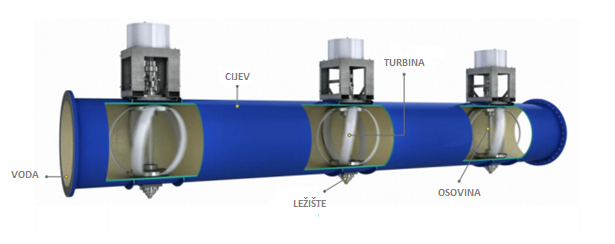 TURBINA
CIJEV
VODA
LEŽIŠTE
OSOVINA